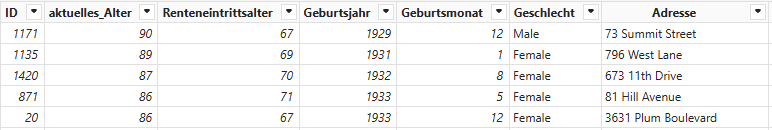 ID aktuelles_Alter Renteneintrittsalter Geburtsjahr Geburtsmonat Geschlecht Adresse
1171 90 67 1929 12 Male 73 Summit Street
1135 89 69 1931 1 Female 796 West Lane
1420 87 70 1932 8 Female 673 11th Drive
871 86 71 1933 5 Female 81 Hill Avenue
20 86 67 1933 12 Female 3631 Plum Boulevard